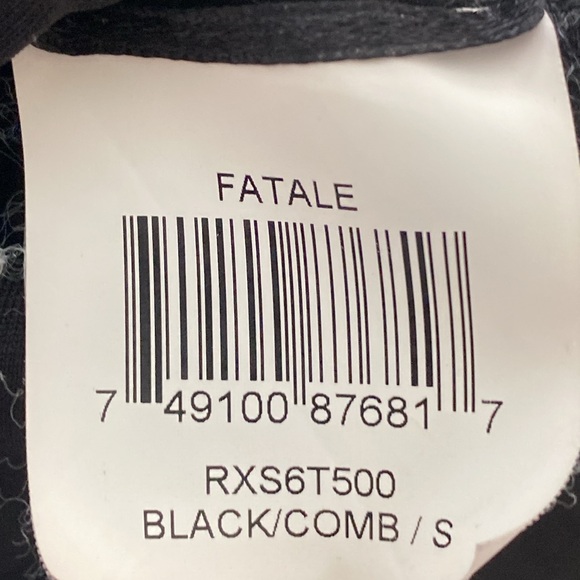 FATALE
7 49100 87681 7
RXS6T500
BLACK/COMB / S